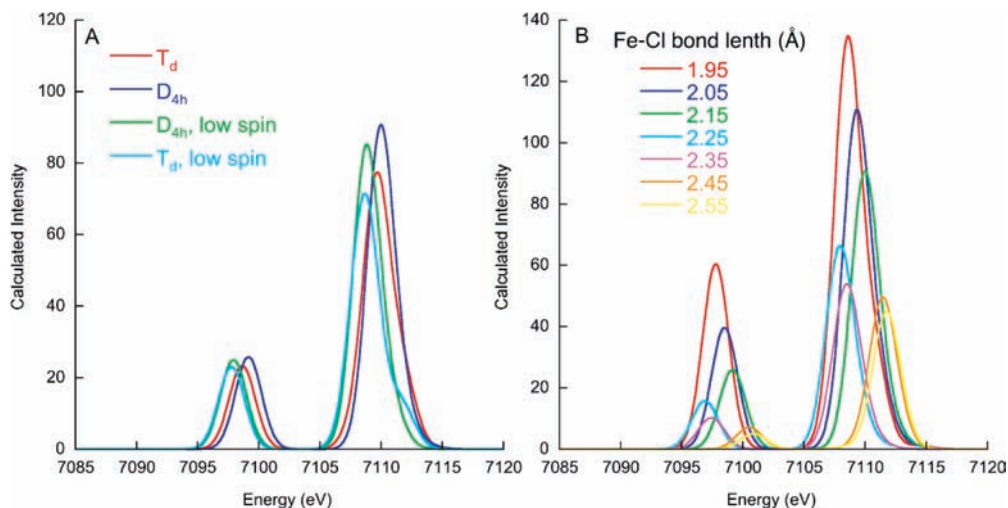 A
T_d
D_4h
D_4h, low spin
T_d, low spin
Calculated Intensity
120
100
80
60
40
20
0
7085 7090 7095 7100 7105 7110 7115 7120
Energy (eV)
B
Fe-Cl bond lenth (Å)
1.95
2.05
2.15
2.25
2.35
2.45
2.55
Calculated Intensity
140
120
100
80
60
40
20
0
7085 7090 7095 7100 7105 7110 7115 7120
Energy (eV)